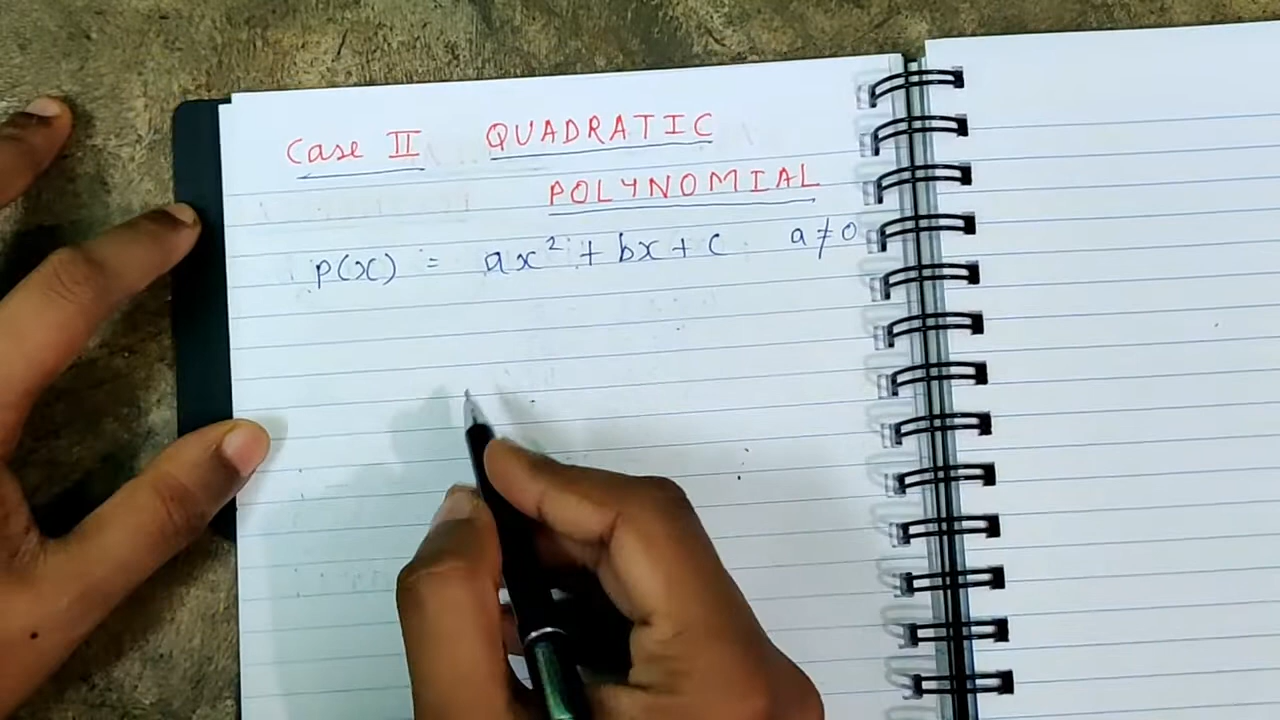 Case II QUADRATIC
POLYNOMIAL
p(x) = ax² + bx + c a ≠ 0